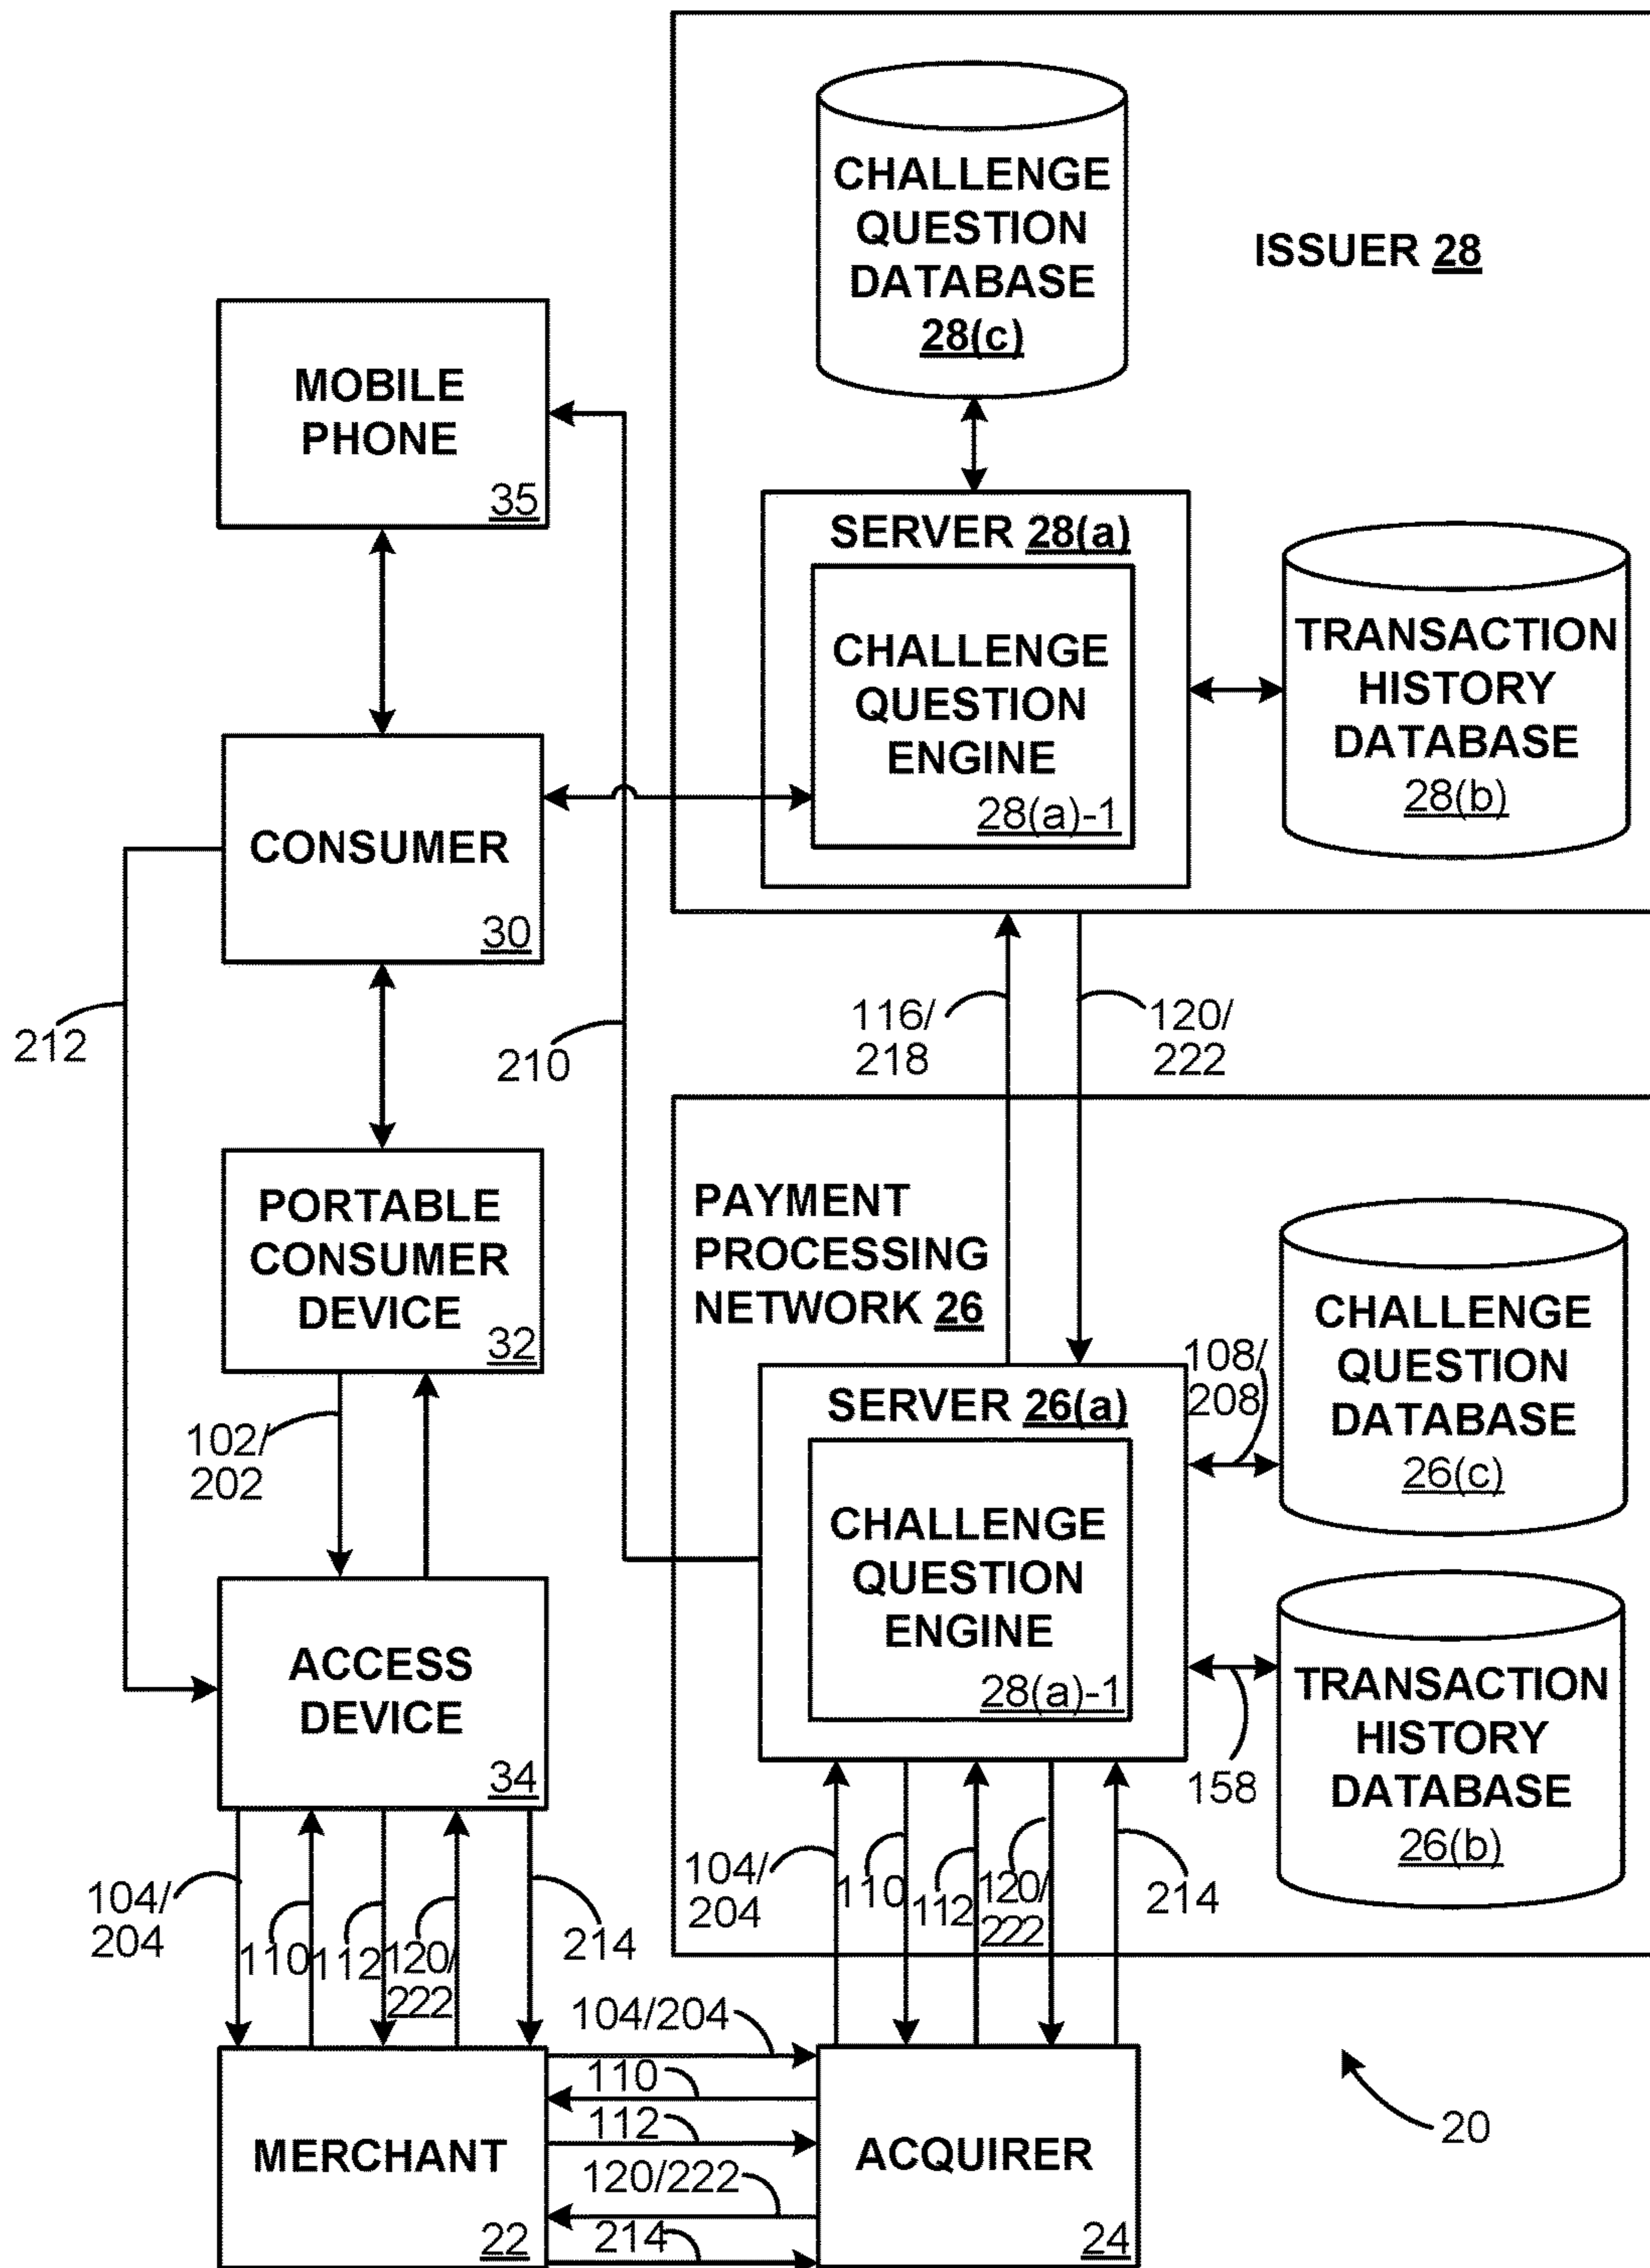 CHALLENGE
QUESTION
DATABASE
28(c)
ISSUER 28
MOBILE
PHONE
35
SERVER 28(a)
CHALLENGE
QUESTION
ENGINE
28(a)-1
TRANSACTION
HISTORY
DATABASE
28(b)
CONSUMER
30
212
210
116/
218
120/
222
PORTABLE
CONSUMER
DEVICE
32
PAYMENT
PROCESSING
NETWORK 26
102/
202
SERVER 26(a)
CHALLENGE
QUESTION
ENGINE
28(a)-1
108/
208
CHALLENGE
QUESTION
DATABASE
26(c)
158
TRANSACTION
HISTORY
DATABASE
26(b)
ACCESS
DEVICE
34
104/
204
110
112
120/
222
214
104/
204
110
112
120/
222
214
104/204
110
112
120/222
214
MERCHANT
22
ACQUIRER
24
20